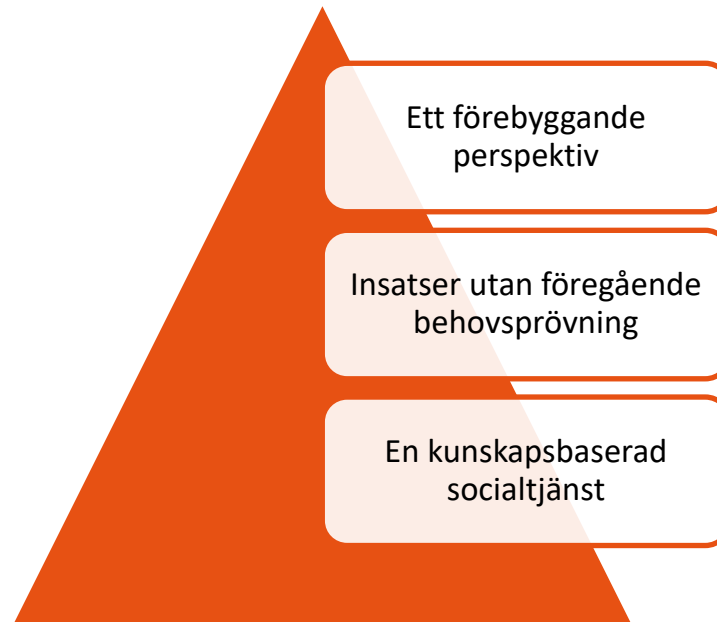 Ett förebyggande
perspektiv
Insatser utan föregående
behovsprövning
En kunskapsbaserad
socialtjänst